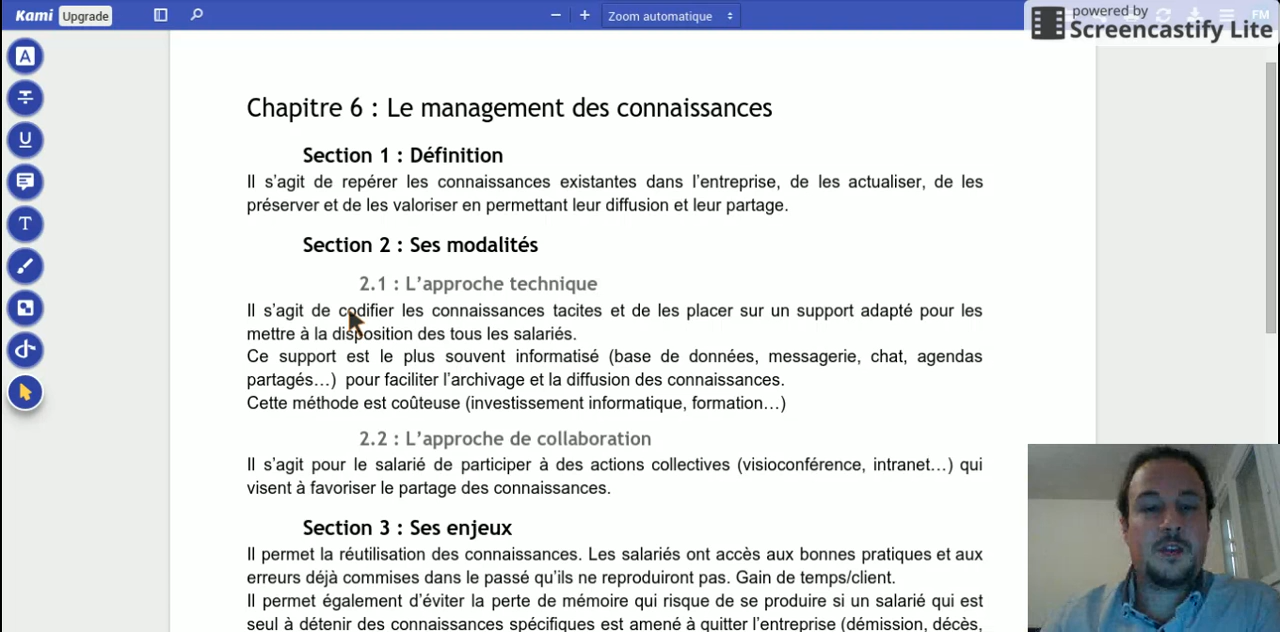 Kami Upgrade Zoom automatique
powered by
Screencastify Lite
FM
A
U
T
Chapitre 6 : Le management des connaissances
Section 1 : Définition
Il s’agit de repérer les connaissances existantes dans l’entreprise, de les actualiser, de les
préserver et de les valoriser en permettant leur diffusion et leur partage.
Section 2 : Ses modalités
2.1 : L’approche technique
Il s’agit de codifier les connaissances tacites et de les placer sur un support adapté pour les
mettre à la disposition des tous les salariés.
Ce support est le plus souvent informatisé (base de données, messagerie, chat, agendas
partagés…) pour faciliter l’archivage et la diffusion des connaissances.
Cette méthode est coûteuse (investissement informatique, formation…)
2.2 : L’approche de collaboration
Il s’agit pour le salarié de participer à des actions collectives (visioconférence, intranet…) qui
visent à favoriser le partage des connaissances.
Section 3 : Ses enjeux
Il permet la réutilisation des connaissances. Les salariés ont accès aux bonnes pratiques et aux
erreurs déjà commises dans le passé qu’ils ne reproduiront pas. Gain de temps/client.
Il permet également d’éviter la perte de mémoire qui risque de se produire si un salarié qui est
seul à détenir des connaissances spécifiques est amené à quitter l’entreprise (démission, décès,